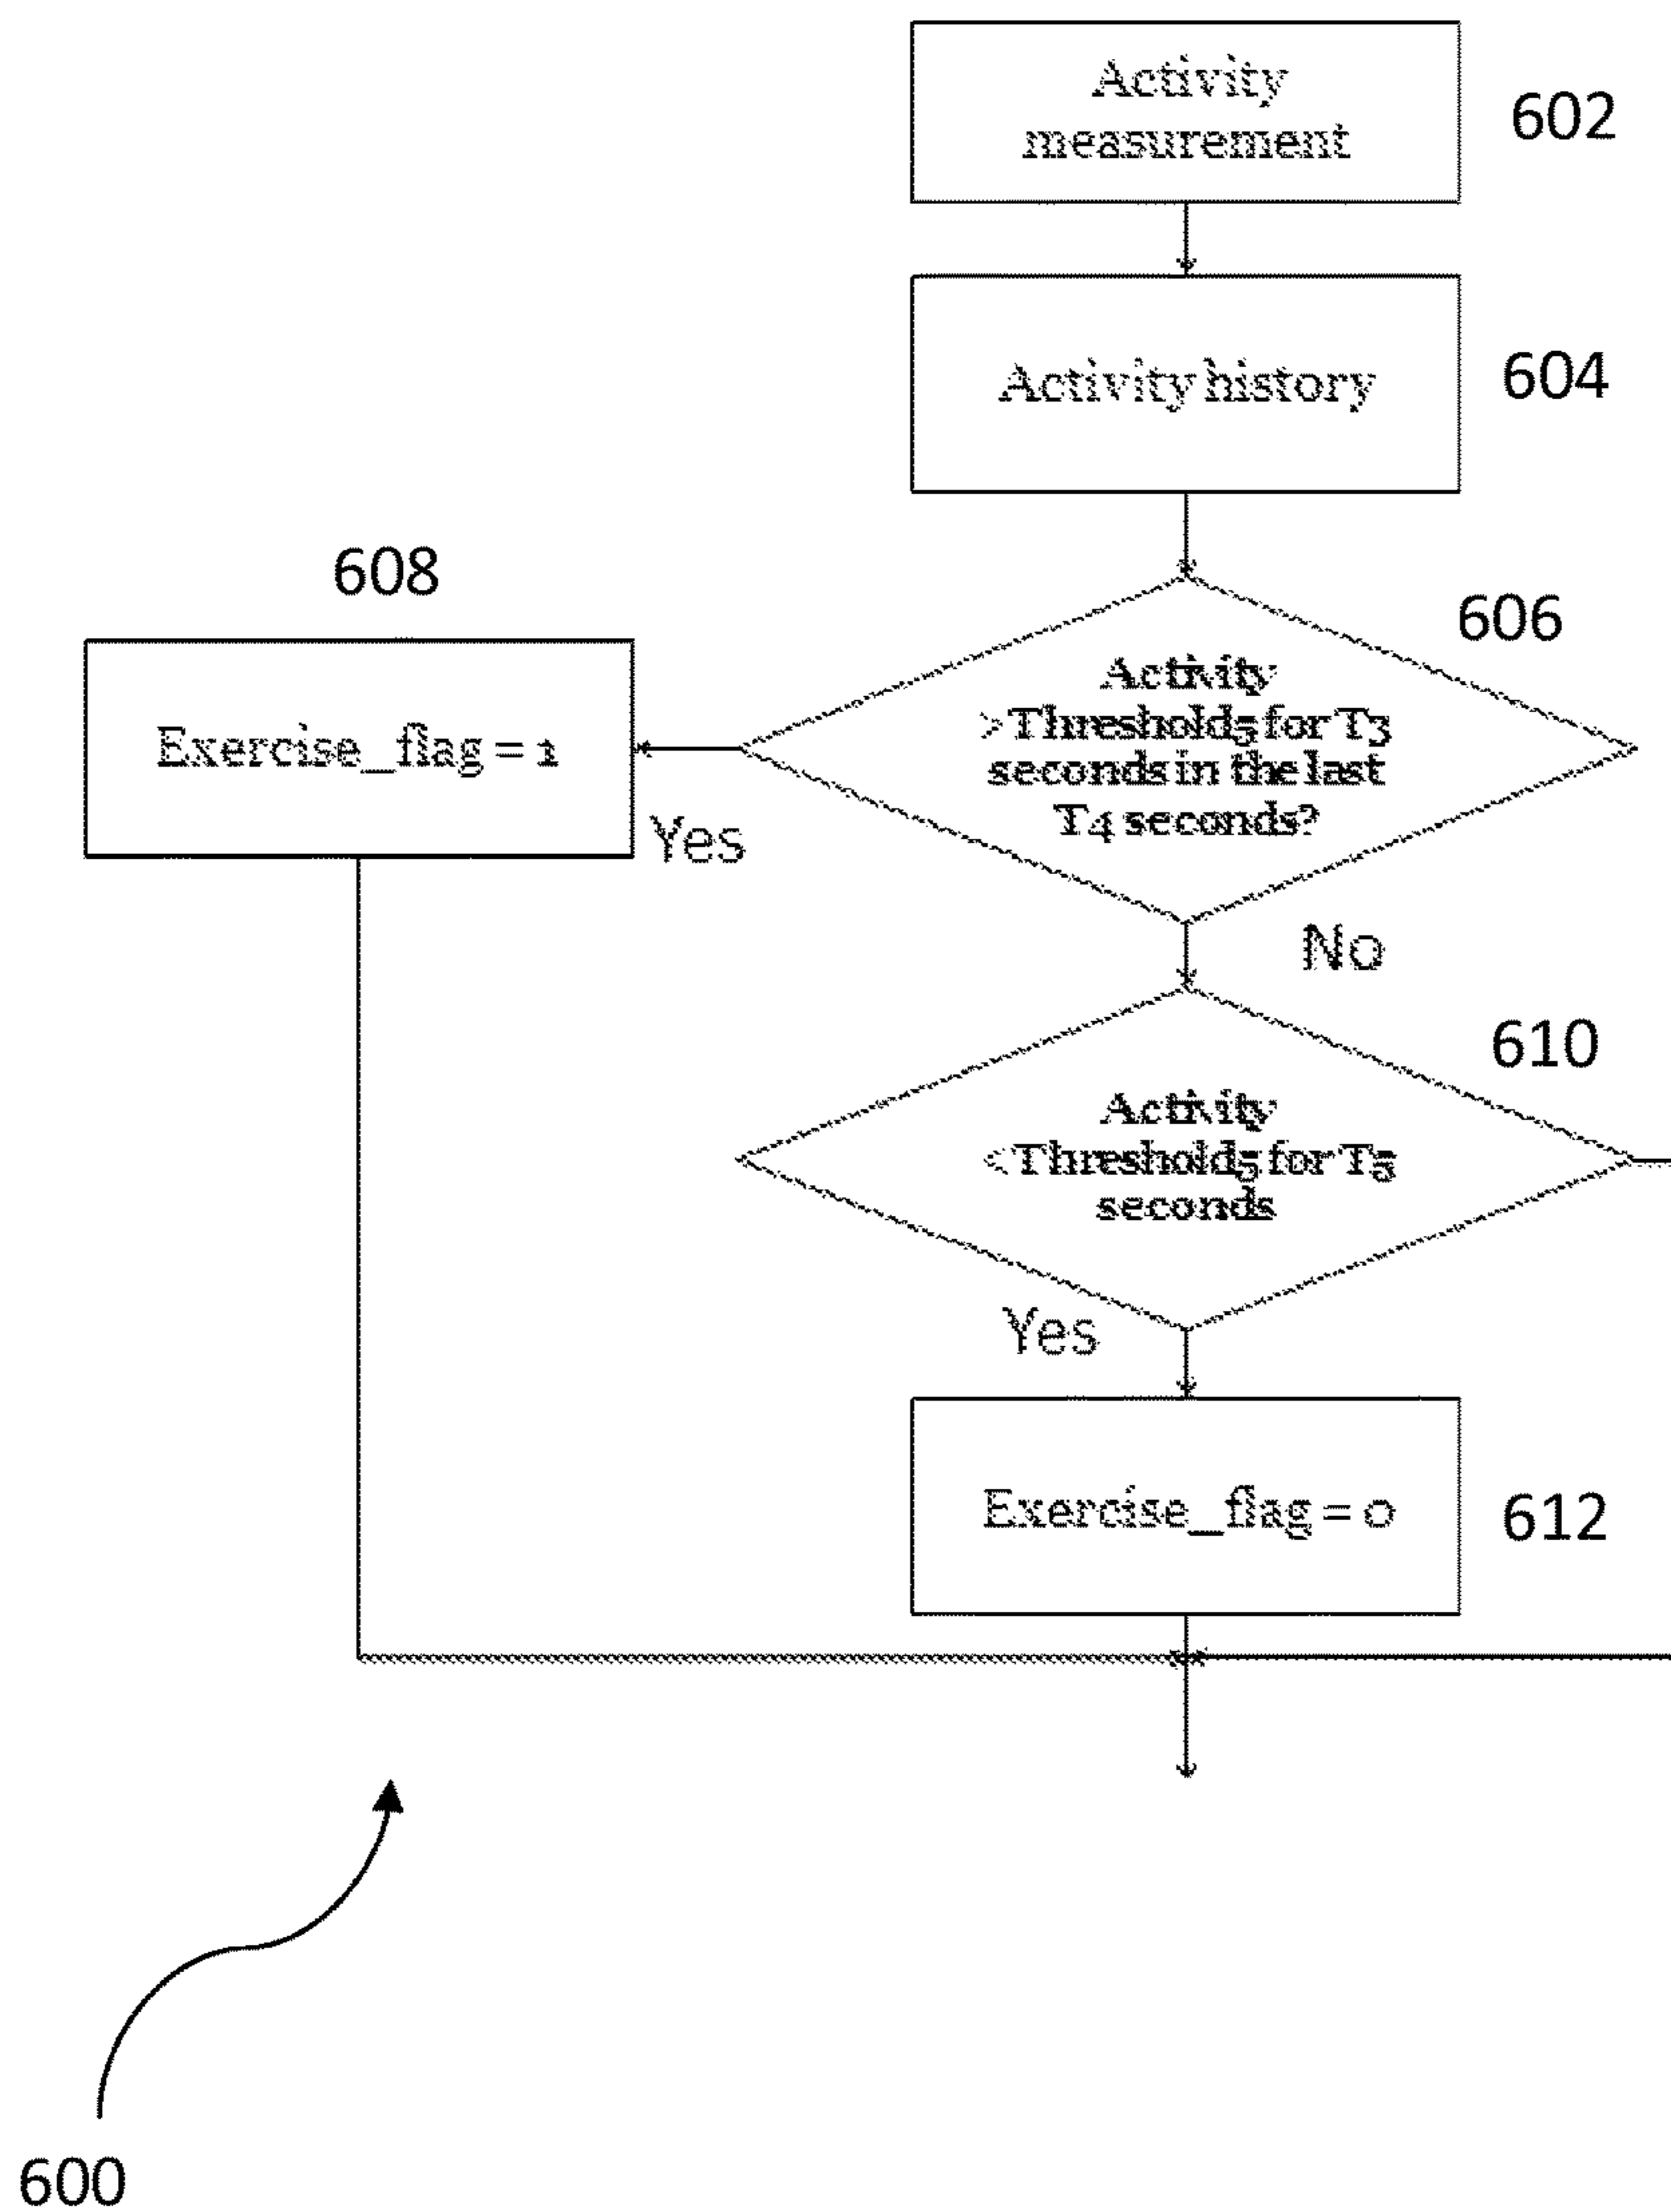 Activity
measurement
602
Activity history
604
608
606
Exercise_flag = 1
Activity
>Threshold5 for T3
seconds in the last
T4 seconds?
Yes
No
610
Activity
<Threshold5 for T5
seconds
Yes
Exercise_flag = 0
612
600